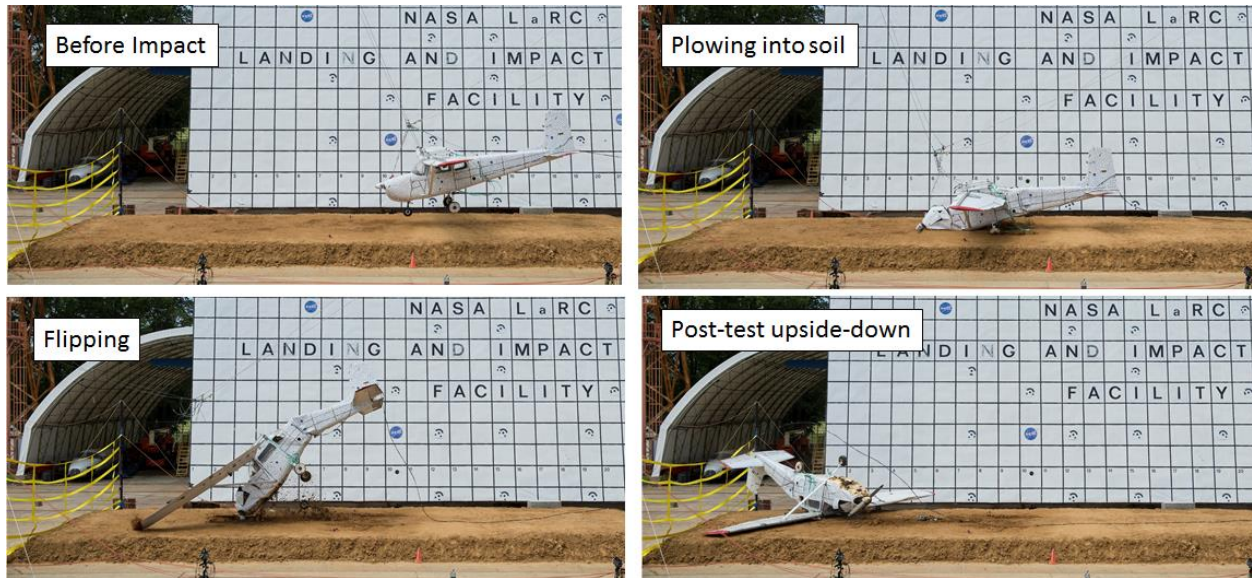 Before Impact
NASA LaRC
LANDING AND IMPACT
FACILITY
Plowing into soil
NASA LaRC
LANDING AND IMPACT
FACILITY
Flipping
NASA LaRC
LANDING AND IMPACT
FACILITY
Post-test upside-down
NASA LaRC
LANDING AND IMPACT
FACILITY